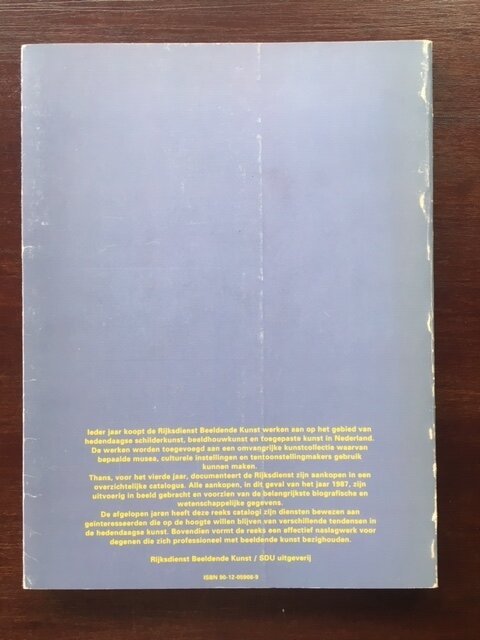 Ieder jaar koopt de Rijksdienst Beeldende Kunst werken aan op het gebied van
hedendaagse schilderkunst, beeldhouwkunst en toegepaste kunst in Nederland.
De werken worden toegevoegd aan een omvangrijke kunstcollectie waarvan
bepaalde musea, culturele instellingen en tentoonstellingmakers gebruik
kunnen maken.
Thans, voor het vierde jaar, documenteert de Rijksdienst zijn aankopen in een
overzichtelijke catalogus. Alle aankopen, in dit geval van het jaar 1987, zijn
uitvoerig in beeld gebracht en voorzien van de belangrijkste biografische en
wetenschappelijke gegevens.
De afgelopen jaren heeft deze reeks catalogi zijn diensten bewezen aan
geïnteresseerden die op de hoogte willen blijven van verschillende tendensen in
de hedendaagse kunst. Bovendien vormt de reeks een effectief naslagwerk voor
degenen die zich professioneel met beeldende kunst bezighouden.
Rijksdienst Beeldende Kunst / SDU uitgeverij
ISBN 90-12-05908-9